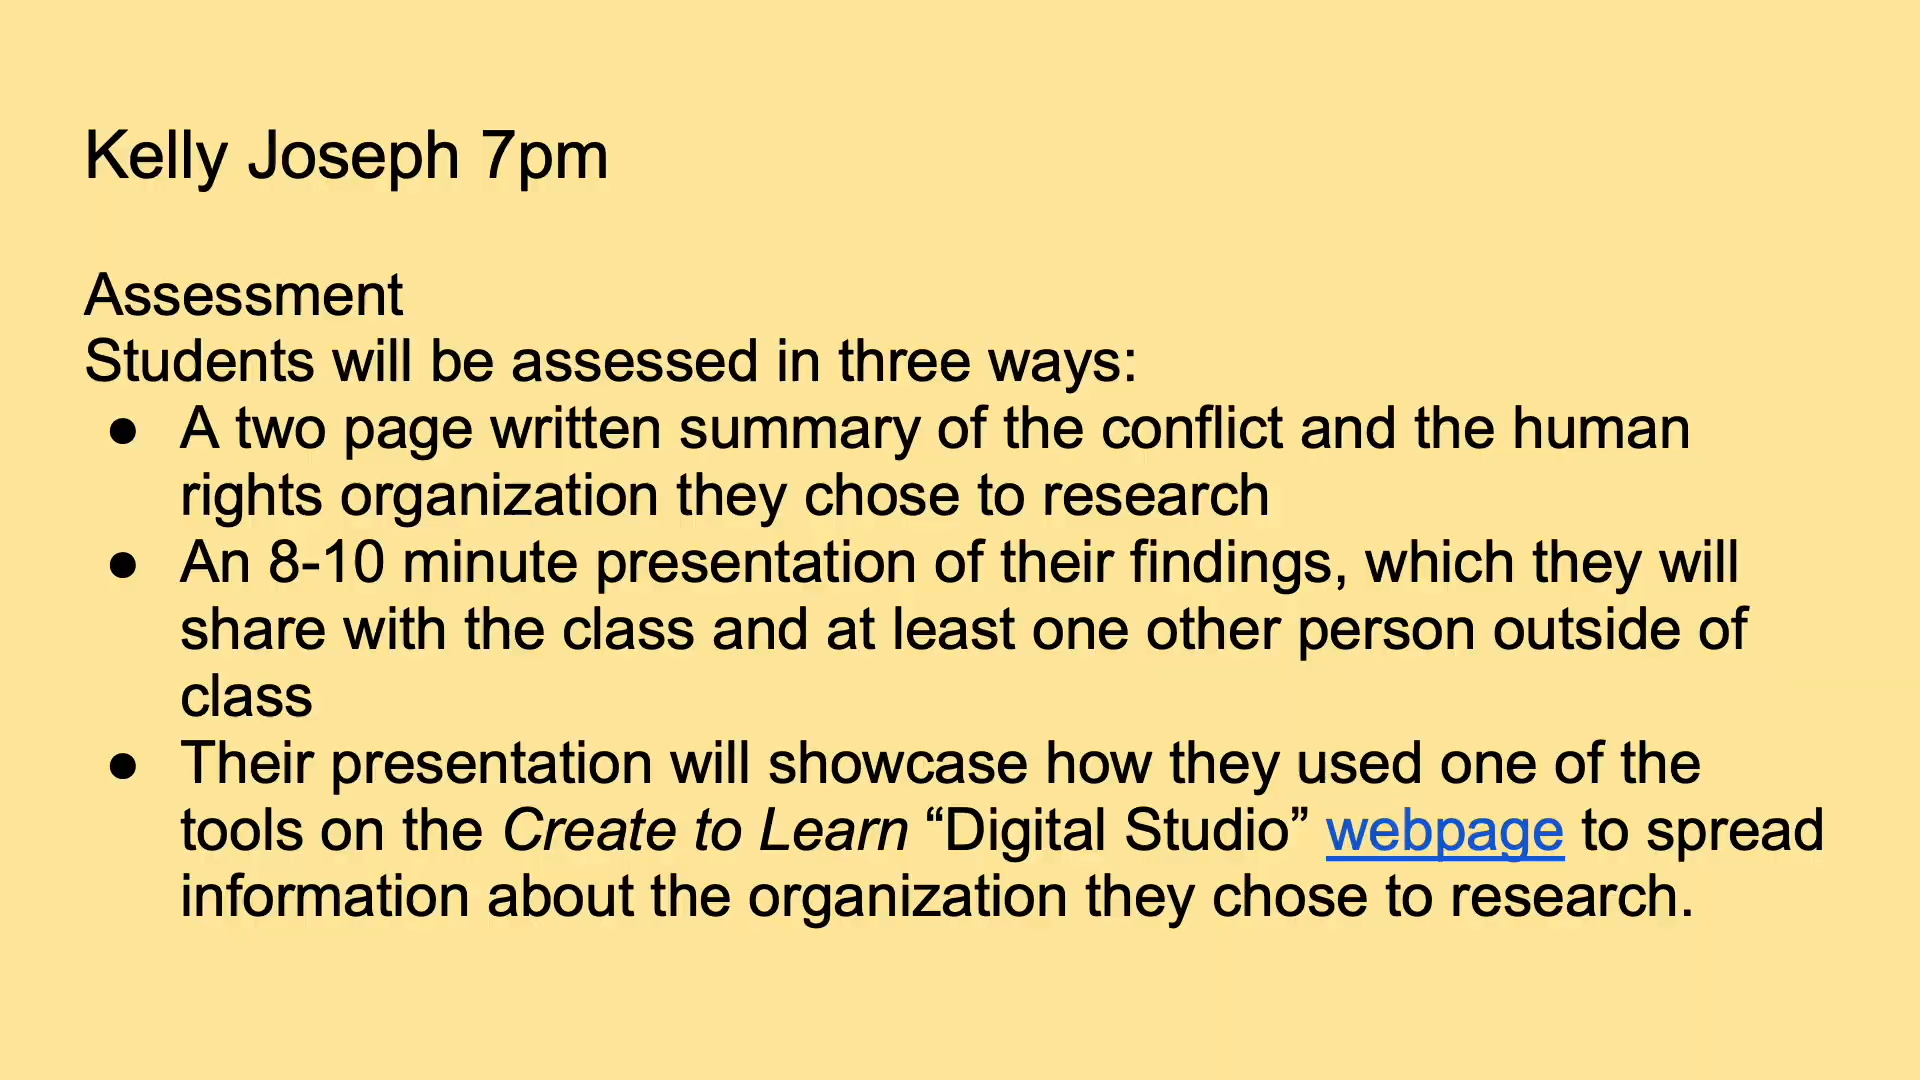 Kelly Joseph 7pm
Assessment
Students will be assessed in three ways:
● A two page written summary of the conflict and the human
rights organization they chose to research
● An 8-10 minute presentation of their findings, which they will
share with the class and at least one other person outside of
class
● Their presentation will showcase how they used one of the
tools on the Create to Learn “Digital Studio” webpage to spread
information about the organization they chose to research.